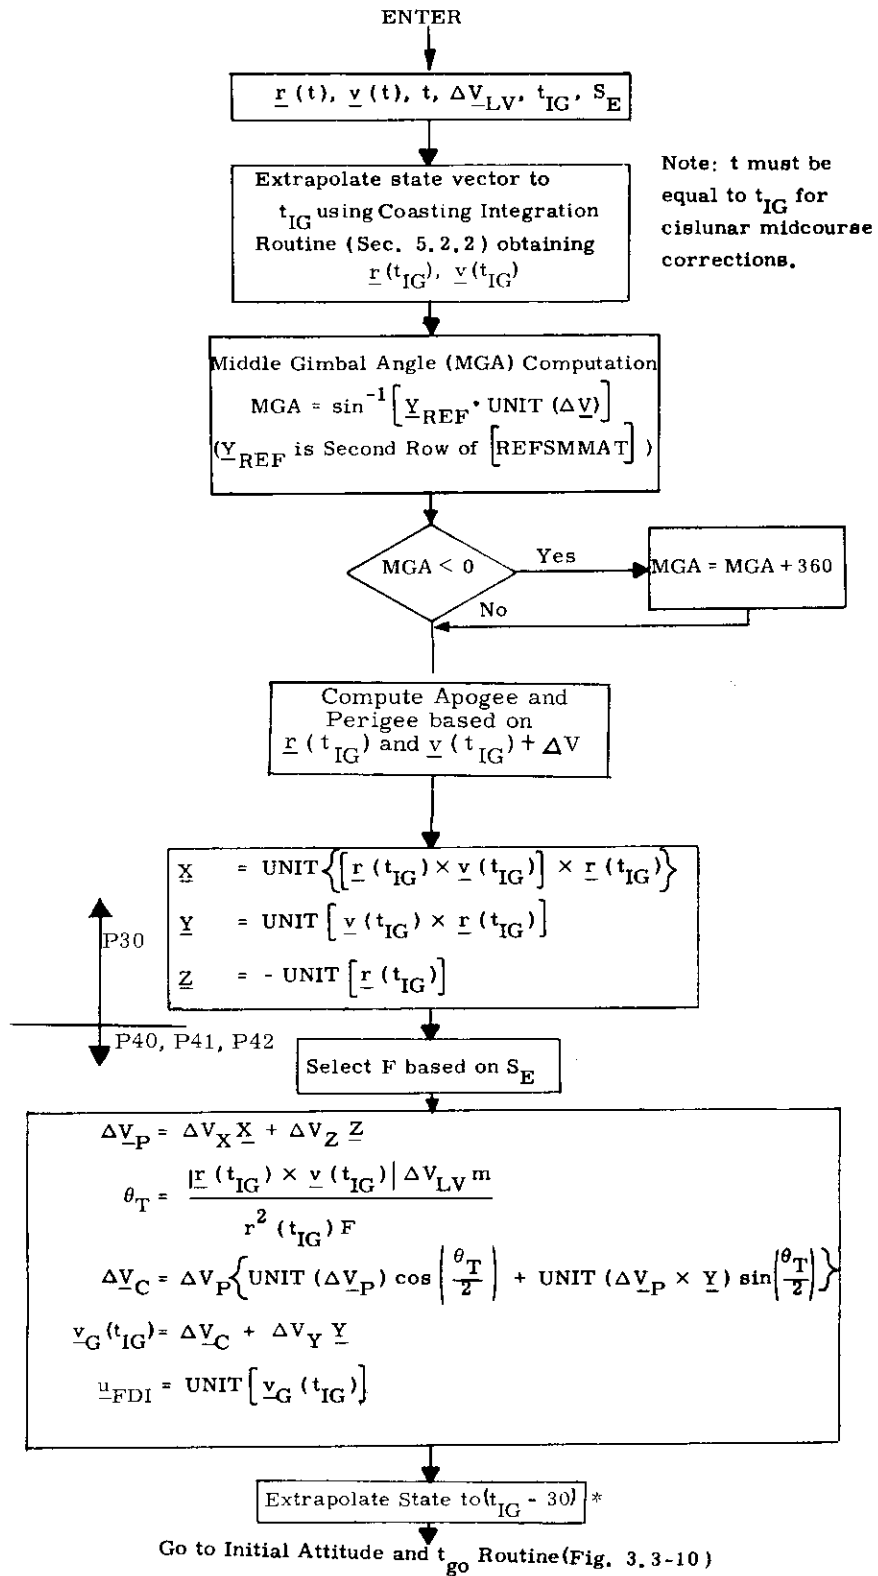 ENTER
r (t), v (t), t, ΔV_LV, t_IG, S_E
Extrapolate state vector to
t_IG using Coasting Integration
Routine (Sec. 5.2.2) obtaining
r(t_IG), v(t_IG)
Note: t must be
equal to t_IG for
cislunar midcourse
corrections.
Middle Gimbal Angle (MGA) Computation
MGA = sin^-1 [Y_REF · UNIT (ΔV)]
(Y_REF is Second Row of [REFSMMAT] )
MGA < 0
Yes
MGA = MGA + 360
No
Compute Apogee and
Perigee based on
r (t_IG) and v (t_IG) + ΔV
X = UNIT{[r (t_IG) × v (t_IG)] × r (t_IG)}
Y = UNIT [v (t_IG) × r (t_IG)]
Z = - UNIT [r (t_IG)]
P30
P40, P41, P42
Select F based on S_E
ΔV_P = ΔV_X X + ΔV_Z Z
θ_T = |r (t_IG) × v (t_IG)| ΔV_LV m
r^2 (t_IG) F
ΔV_C = ΔV_P {UNIT (ΔV_P) cos (θ_T/2) + UNIT (ΔV_P × Y) sin(θ_T/2)}
v_G (t_IG) = ΔV_C + ΔV_Y Y
u_FDI = UNIT [v_G (t_IG)]
Extrapolate State to (t_IG - 30) *
Go to Initial Attitude and t_go Routine(Fig. 3.3-10)